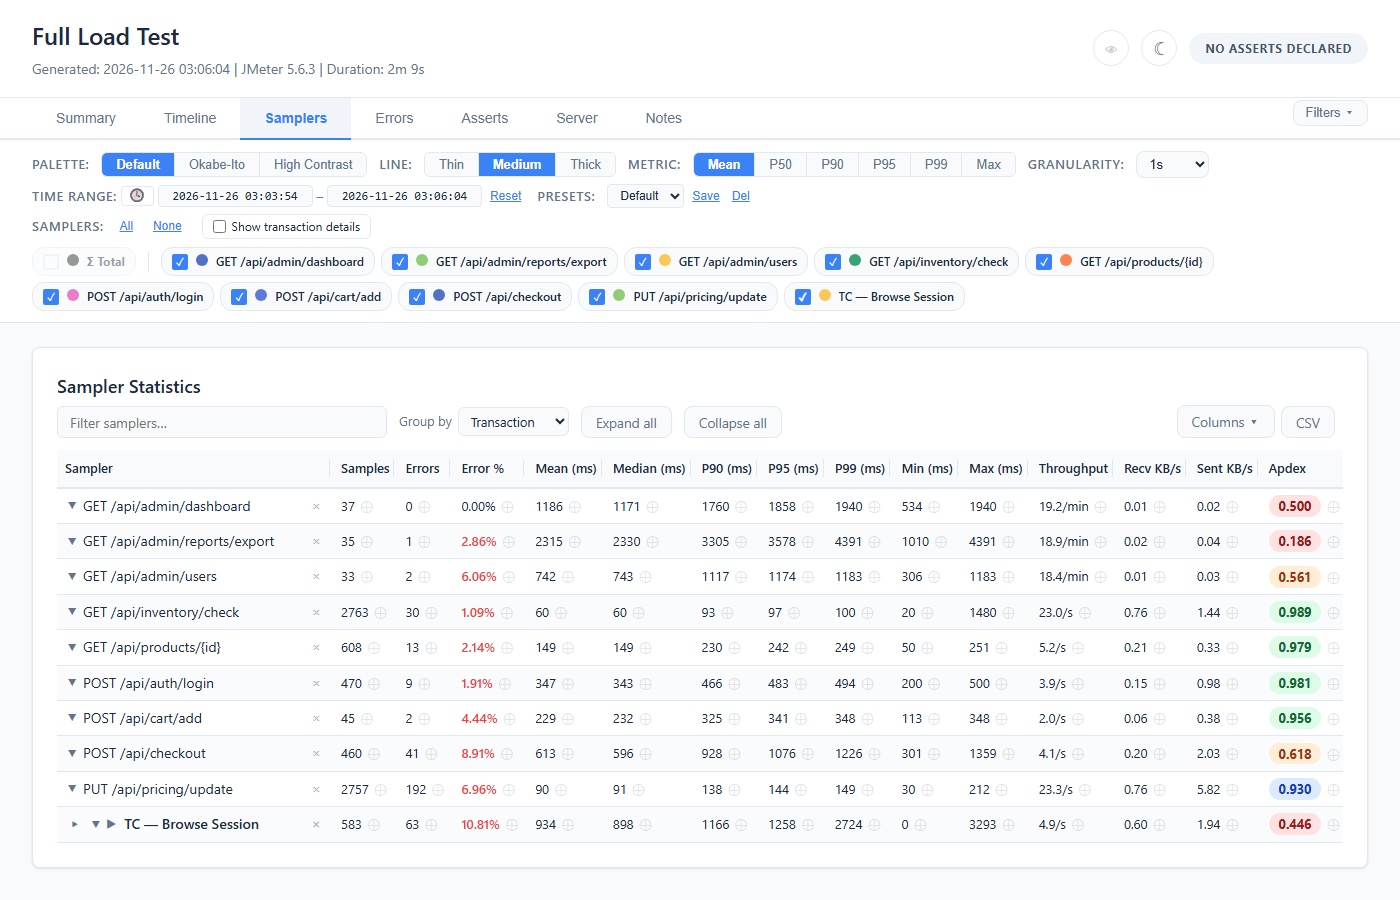 Full Load Test
Generated: 2026-11-26 03:06:04 | JMeter 5.6.3 | Duration: 2m 9s
NO ASSERTS DECLARED
Summary Timeline Samplers Errors Asserts Server Notes Filters
PALETTE: Default Okabe-Ito High Contrast LINE: Thin Medium Thick METRIC: Mean P50 P90 P95 P99 Max GRANULARITY: 1s
TIME RANGE: 2026-11-26 03:03:54 – 2026-11-26 03:06:04 Reset PRESETS: Default Save Del
SAMPLERS: All None Show transaction details
Σ Total GET /api/admin/dashboard GET /api/admin/reports/export GET /api/admin/users GET /api/inventory/check GET /api/products/{id}
POST /api/auth/login POST /api/cart/add POST /api/checkout PUT /api/pricing/update TC — Browse Session
Sampler Statistics
Filter samplers... Group by Transaction Expand all Collapse all Columns CSV
Sampler Samples Errors Error % Mean (ms) Median (ms) P90 (ms) P95 (ms) P99 (ms) Min (ms) Max (ms) Throughput Recv KB/s Sent KB/s Apdex
GET /api/admin/dashboard × 37 0 0.00% 1186 1171 1760 1858 1940 534 1940 19.2/min 0.01 0.02 0.500
GET /api/admin/reports/export × 35 1 2.86% 2315 2330 3305 3578 4391 1010 4391 18.9/min 0.02 0.04 0.186
GET /api/admin/users × 33 2 6.06% 742 743 1117 1174 1183 306 1183 18.4/min 0.01 0.03 0.561
GET /api/inventory/check × 2763 30 1.09% 60 60 93 97 100 20 1480 23.0/s 0.76 1.44 0.989
GET /api/products/{id} × 608 13 2.14% 149 149 230 242 249 50 251 5.2/s 0.21 0.33 0.979
POST /api/auth/login × 470 9 1.91% 347 343 466 483 494 200 500 3.9/s 0.15 0.98 0.981
POST /api/cart/add × 45 2 4.44% 229 232 325 341 348 113 348 2.0/s 0.06 0.38 0.956
POST /api/checkout × 460 41 8.91% 613 596 928 1076 1226 301 1359 4.1/s 0.20 2.03 0.618
PUT /api/pricing/update × 2757 192 6.96% 90 91 138 144 149 30 212 23.3/s 0.76 5.82 0.930
TC — Browse Session × 583 63 10.81% 934 898 1166 1258 2724 0 3293 4.9/s 0.60 1.94 0.446